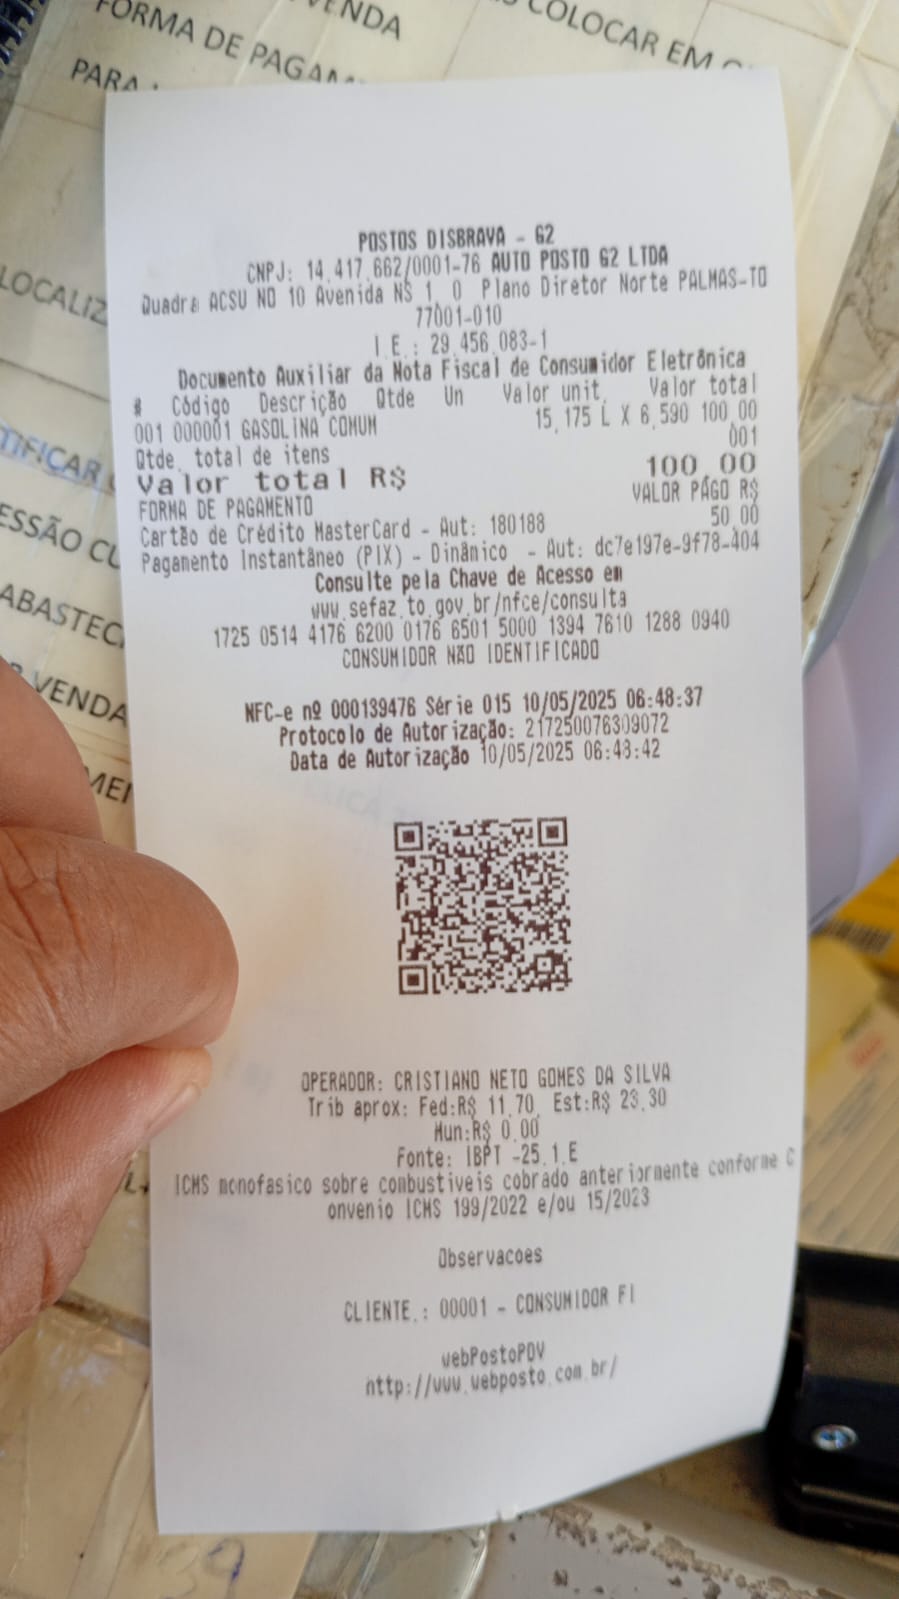 VENDA
FORMA DE
COLOCAR EM
PARA
POSTOS DISBRAVA - G2
CNPJ: 14.417.662/0001-76 AUTO POSTO G2 LTDA
Quadra ACSU NO 10 Avenida NS 1, 0 Plano Diretor Norte PALMAS-TO
77001-010
I.E.: 29.456.083-1
Documento Auxiliar da Nota Fiscal de Consumidor Eletrônica
# Código Descrição Qtde Un Valor unit. Valor total
001 000001 GASOLINA COMUM 15,175 L X 6,590 100,00
Qtde. total de itens 001
Valor total R$ 100,00
FORMA DE PAGAMENTO VALOR PAGO R$
Cartão de Crédito MasterCard - Aut: 180188 50,00
Pagamento Instantâneo (PIX) - Dinâmico - Aut: dc7e197e-9f78-404
Consulte pela Chave de Acesso em
www.sefaz.to.gov.br/nfce/consulta
1725 0514 4176 6200 0176 6501 5000 1394 7610 1288 0940
CONSUMIDOR NÃO IDENTIFICADO
NFC-e nº 000139476 Série 015 10/05/2025 06:48:37
Protocolo de Autorização: 217250076309072
Data de Autorização 10/05/2025 06:48:42
OPERADOR: CRISTIANO NETO GOMES DA SILVA
Trib aprox: Fed:R$ 11,70, Est:R$ 23,30
Mun:R$ 0,00
Fonte: IBPT -25.1.E
ICMS monofasico sobre combustiveis cobrado anteriormente conforme C
onvenio ICMS 199/2022 e/ou 15/2023
Observacoes
CLIENTE.: 00001 - CONSUMIDOR FI
webPostoPDV
http://www.webposto.com.br/
VENDA
39